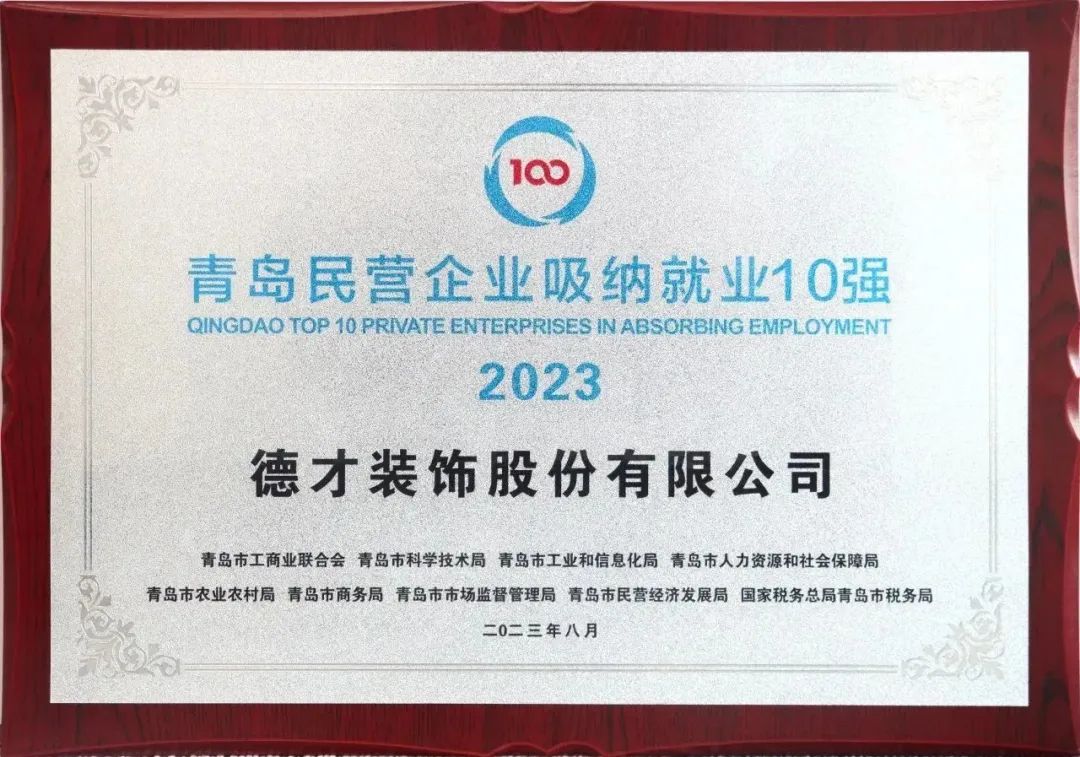 100
青岛民营企业吸纳就业10强
QINGDAO TOP 10 PRIVATE ENTERPRISES IN ABSORBING EMPLOYMENT
2023
德才装饰股份有限公司
青岛市工商业联合会 青岛市科学技术局 青岛市工业和信息化局 青岛市人力资源和社会保障局
青岛市农业农村局 青岛市商务局 青岛市市场监督管理局 青岛市民营经济发展局 国家税务总局青岛市税务局
二0二三年八月